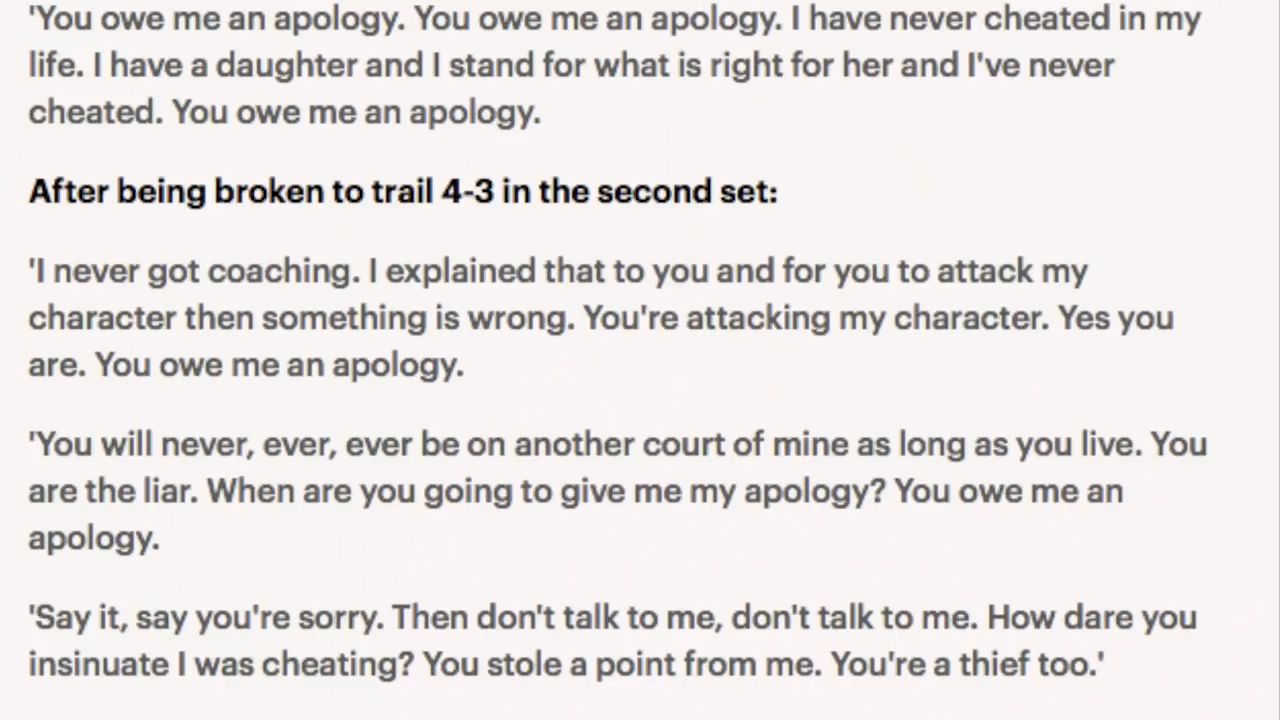 'You owe me an apology. You owe me an apology. I have never cheated in my
life. I have a daughter and I stand for what is right for her and I've never
cheated. You owe me an apology.
After being broken to trail 4-3 in the second set:
'I never got coaching. I explained that to you and for you to attack my
character then something is wrong. You're attacking my character. Yes you
are. You owe me an apology.
'You will never, ever, ever be on another court of mine as long as you live. You
are the liar. When are you going to give me my apology? You owe me an
apology.
'Say it, say you're sorry. Then don't talk to me, don't talk to me. How dare you
insinuate I was cheating? You stole a point from me. You're a thief too.'